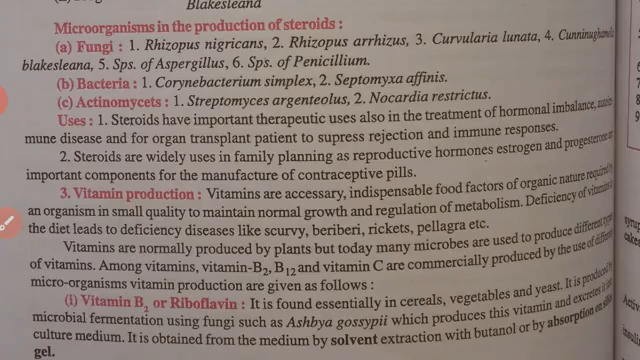 Blakesleana
Microorganisms in the production of steroids :
(a) Fungi : 1. Rhizopus nigricans, 2. Rhizopus arrhizus, 3. Curvularia lunata, 4. Cunninughamella
blakesleana, 5. Sps. of Aspergillus, 6. Sps. of Penicillium.
(b) Bacteria : 1. Corynebacterium simplex, 2. Septomyxa affinis.
(c) Actinomycets : 1. Streptomyces argenteolus, 2. Nocardia restrictus.
Uses : 1. Steroids have important therapeutic uses also in the treatment of hormonal imbalance,
mune disease and for organ transplant patient to supress rejection and immune responses.
2. Steroids are widely uses in family planning as reproductive hormones estrogen and progesterone are
important components for the manufacture of contraceptive pills.
3. Vitamin production : Vitamins are accessary, indispensable food factors of organic nature required by
an organism in small quality to maintain normal growth and regulation of metabolism. Deficiency of vitamins in
the diet leads to deficiency diseases like scurvy, beriberi, rickets, pellagra etc.
Vitamins are normally produced by plants but today many microbes are used to produce different types
of vitamins. Among vitamins, vitamin-B2, B12 and vitamin C are commercially produced by the use of different
micro-organisms vitamin production are given as follows :
(i) Vitamin B2 or Riboflavin : It is found essentially in cereals, vegetables and yeast. It is produced by
microbial fermentation using fungi such as Ashbya gossypii which produces this vitamin and excretes it
culture medium. It is obtained from the medium by solvent extraction with butanol or by absorption on silica
gel.